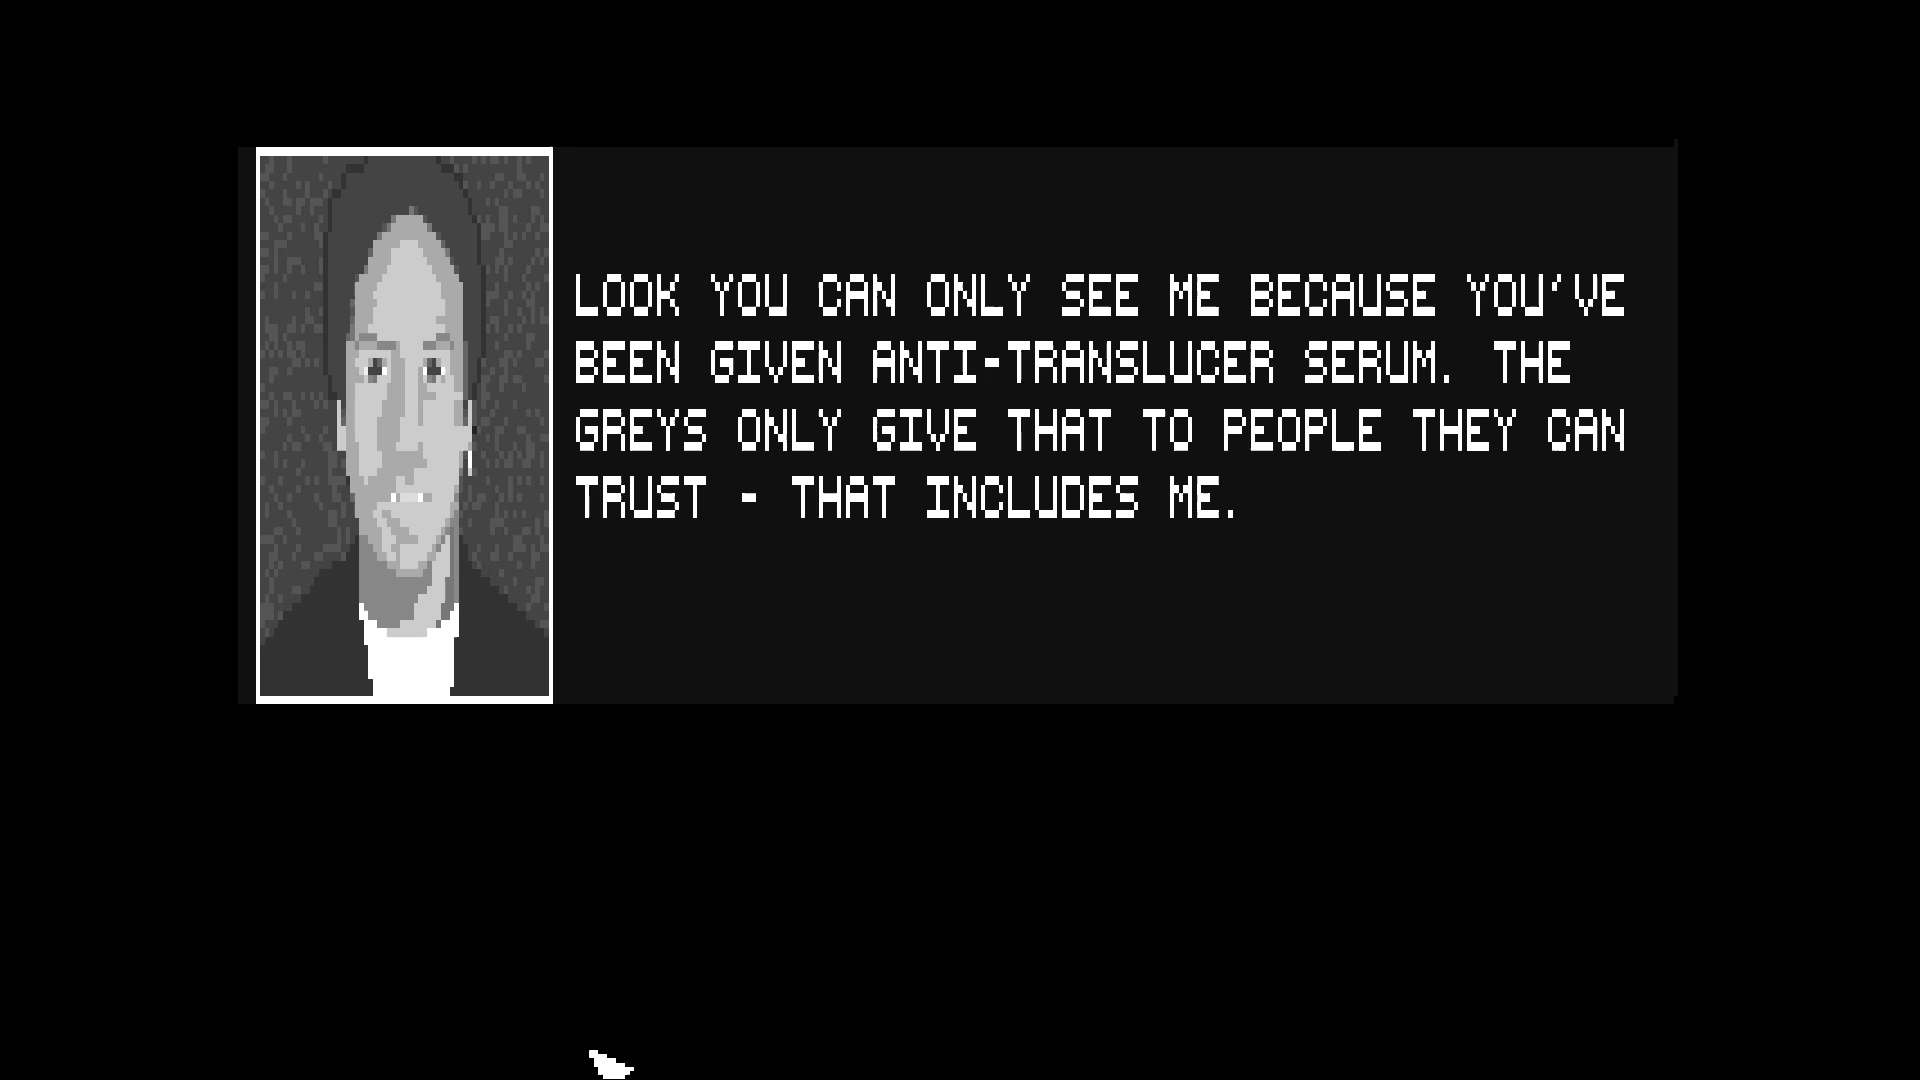 LOOK YOU CAN ONLY SEE ME BECAUSE YOU'VE
BEEN GIVEN ANTI-TRANSLUCER SERUM. THE
GREYS ONLY GIVE THAT TO PEOPLE THEY CAN
TRUST - THAT INCLUDES ME.